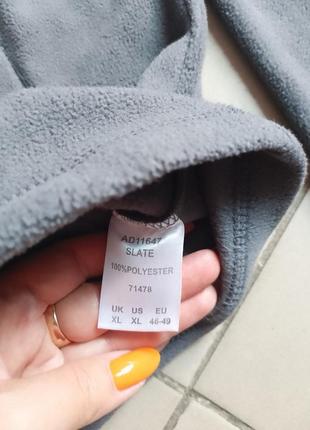 AD11647
SLATE
100%POLYESTER
71478
UK US EU
XL XL 46-49